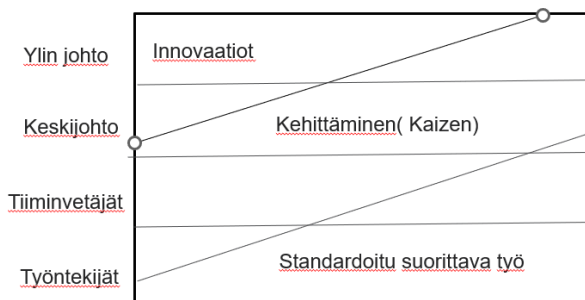 Ylin johto
Innovaatiot
Keskijohto
Kehittäminen( Kaizen)
Tiiminvetäjät
Työntekijät
Standardoitu suorittava työ